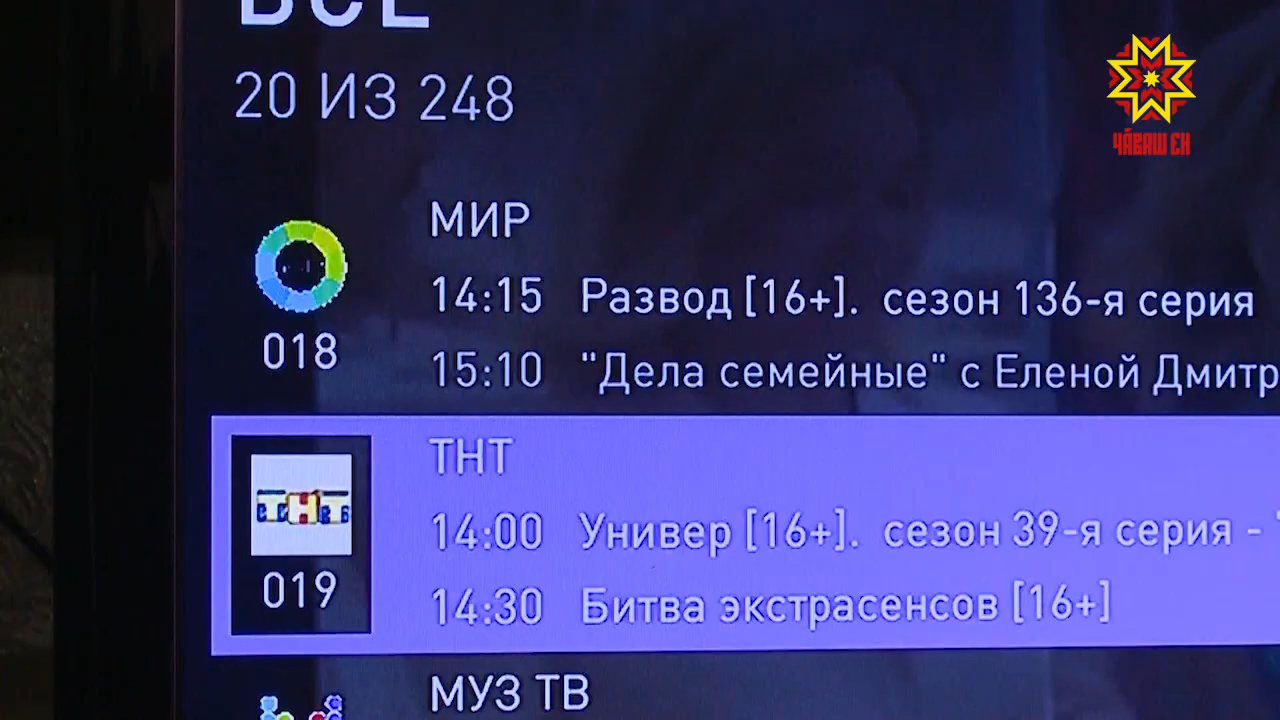 ВСЕ
20 ИЗ 248
ЧӐВАШ ЕН
МИР
14:15 Развод [16+]. сезон 136-я серия
018
15:10 "Дела семейные" с Еленой Дмитр
ТНТ
14:00 Универ [16+]. сезон 39-я серия -
019
14:30 Битва экстрасенсов [16+]
МУЗ ТВ